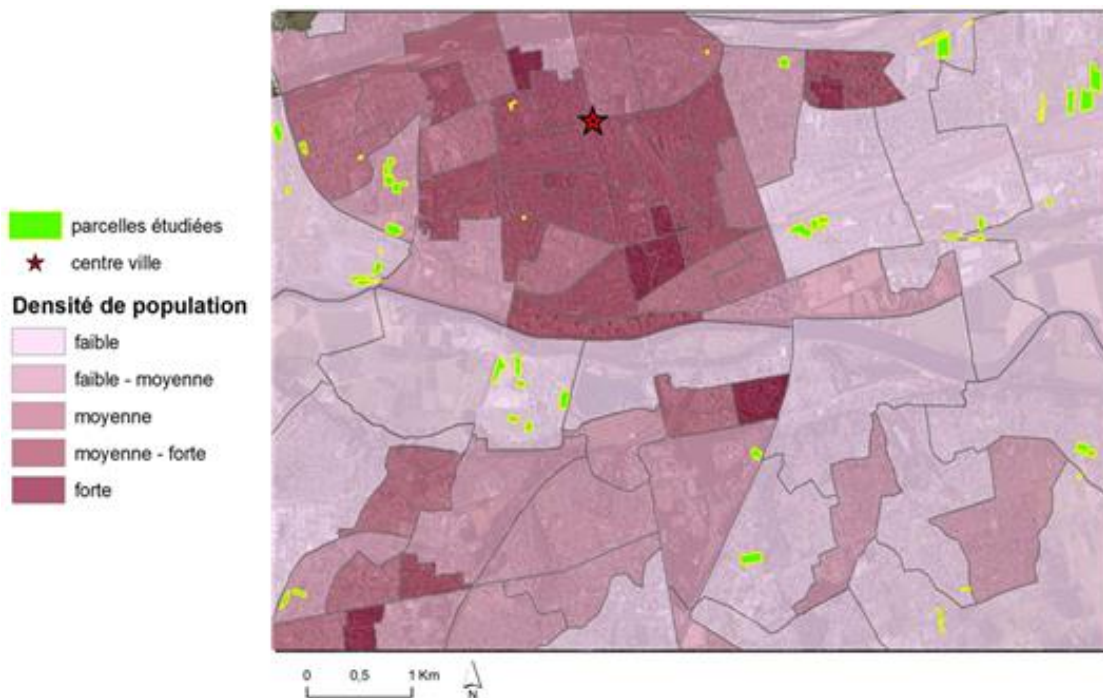 parcelles étudiées
centre ville
Densité de population
faible
faible - moyenne
moyenne
moyenne - forte
forte
0 0,5 1 Km
N